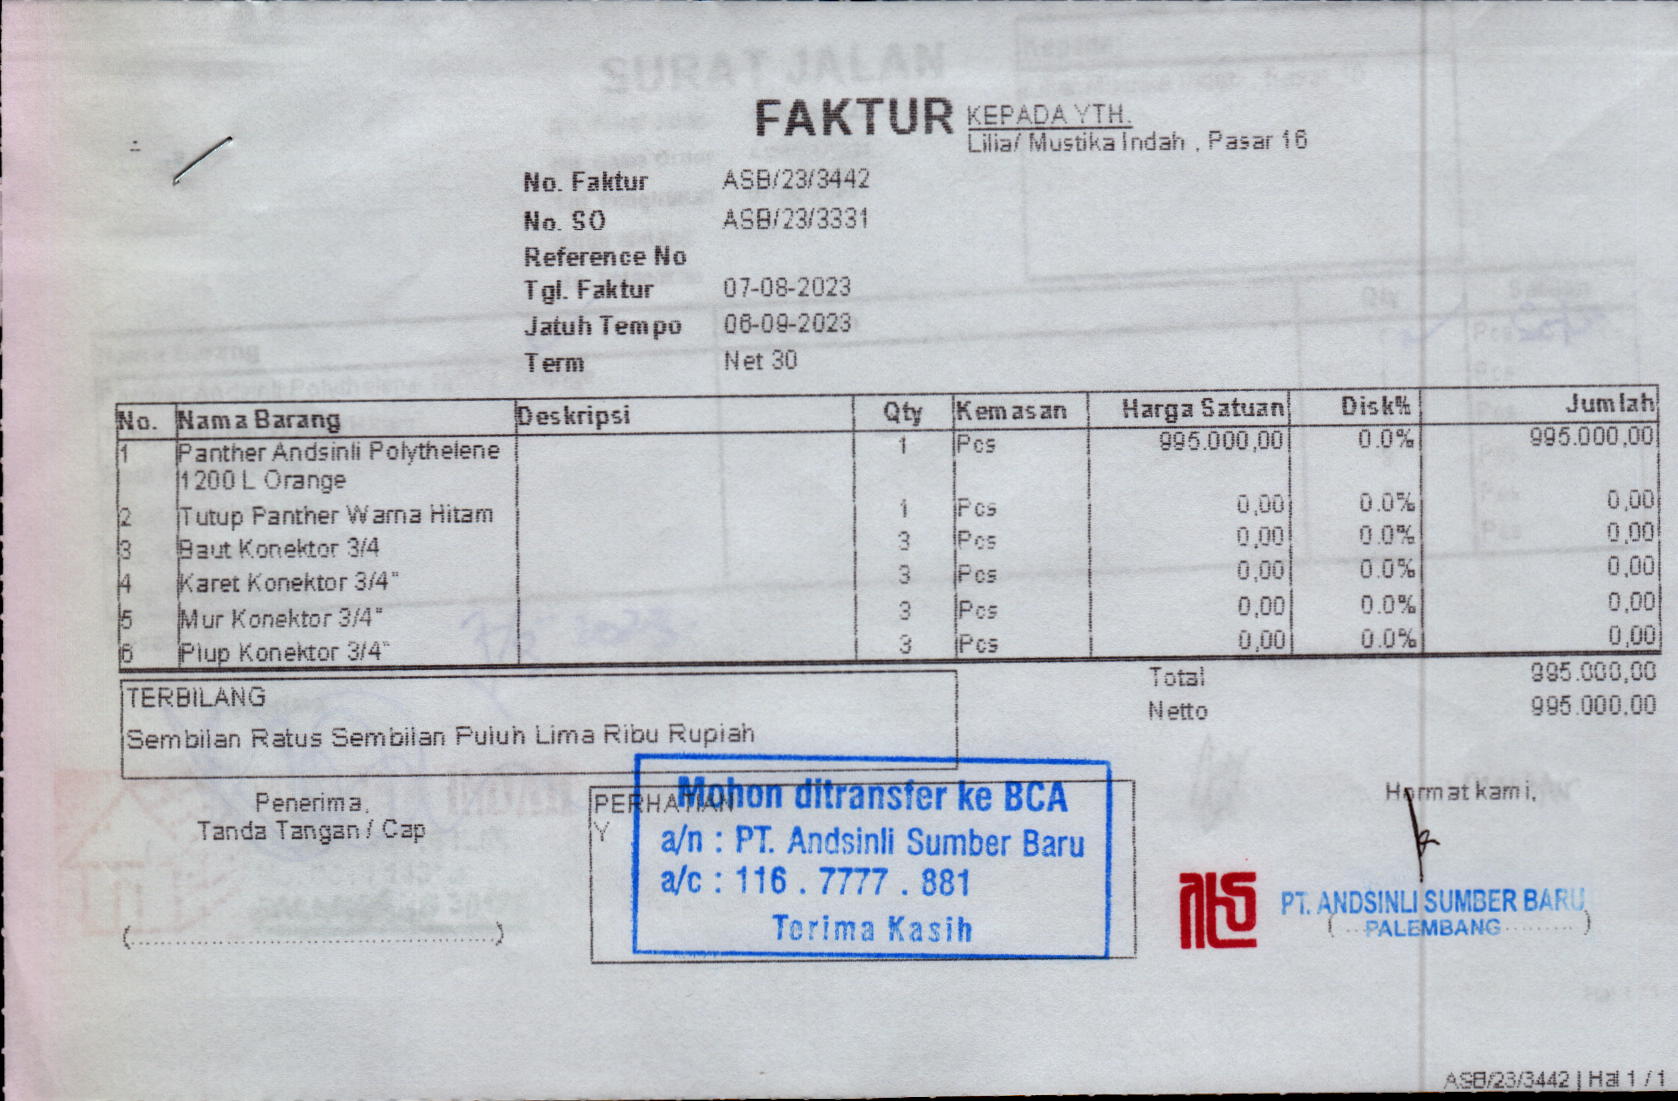 FAKTUR
KEPADA YTH.
Lilia/ Mustika Indah , Pasar 16
No. Faktur ASB/23/3442
No. SO ASB/23/3331
Reference No
Tgl. Faktur 07-08-2023
Jatuh Tempo 06-09-2023
Term Net 30
No. Nama Barang Deskripsi Qty Kemasan Harga Satuan Disk% Jumlah
1 Panther Andsinli Polythelene 1 Pcs 995.000,00 0.0% 995.000,00
1200 L Orange
2 Tutup Panther Warna Hitam 1 Pcs 0,00 0.0% 0,00
3 Baut Konektor 3/4 3 Pcs 0,00 0.0% 0,00
4 Karet Konektor 3/4" 3 Pcs 0,00 0.0% 0,00
5 Mur Konektor 3/4" 3 Pcs 0,00 0.0% 0,00
6 Plup Konektor 3/4" 3 Pcs 0,00 0.0% 0,00
Total 995.000,00
Netto 995.000,00
TERBILANG
Sembilan Ratus Sembilan Puluh Lima Ribu Rupiah
Penerima,
Tanda Tangan / Cap
(...)
PERHATIAN
Y
Mohon ditransfer ke BCA
a/n : PT. Andsinli Sumber Baru
a/c : 116 . 7777 . 881
Terima Kasih
Hormat kami,
PT. ANDSINLI SUMBER BARU
PALEMBANG
ASB/23/3442 | Hal 1 / 1